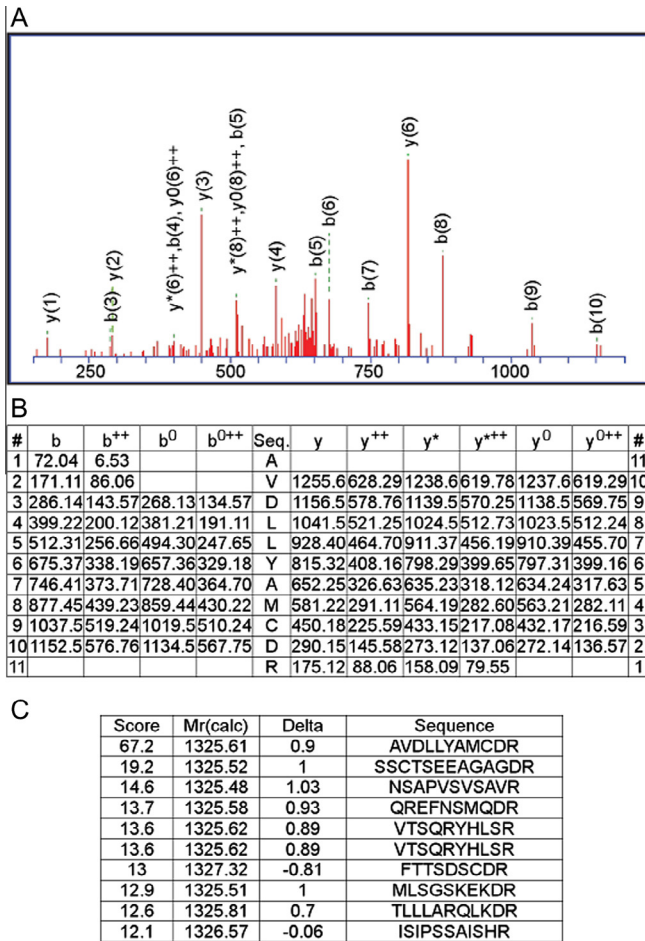 A
y(1)
b(3)
y(2)
y*(6)++,b(4), y0(6)++
y(3)
y*(8)++,y0(8)++, b(5)
y(4)
b(5)
b(6)
b(7)
y(6)
b(8)
b(9)
b(10)
250 500 750 1000
B
# b b++ b0 b0++ Seq. y y++ y* y*++ y0 y0++ #
1 72.04 6.53 A 11
2 171.11 86.06 V 1255.6 628.29 1238.6 619.78 1237.6 619.29 10
3 286.14 143.57 268.13 134.57 D 1156.5 578.76 1139.5 570.25 1138.5 569.75 9
4 399.22 200.12 381.21 191.11 L 1041.5 521.25 1024.5 512.73 1023.5 512.24 8
5 512.31 256.66 494.30 247.65 L 928.40 464.70 911.37 456.19 910.39 455.70 7
6 675.37 338.19 657.36 329.18 Y 815.32 408.16 798.29 399.65 797.31 399.16 6
7 746.41 373.71 728.40 364.70 A 652.25 326.63 635.23 318.12 634.24 317.63 5
8 877.45 439.23 859.44 430.22 M 581.22 291.11 564.19 282.60 563.21 282.11 4
9 1037.5 519.24 1019.5 510.24 C 450.18 225.59 433.15 217.08 432.17 216.59 3
10 1152.5 576.76 1134.5 567.75 D 290.15 145.58 273.12 137.06 272.14 136.57 2
11 R 175.12 88.06 158.09 79.55 1
C
Score Mr(calc) Delta Sequence
67.2 1325.61 0.9 AVDLLYAMCDR
19.2 1325.52 1 SSCTSEEAGAGDR
14.6 1325.48 1.03 NSAPVSVSAVR
13.7 1325.58 0.93 QREFNSMQDR
13.6 1325.62 0.89 VTSQRYHLSR
13.6 1325.62 0.89 VTSQRYHLSR
13 1327.32 -0.81 FTTSDSCDR
12.9 1325.51 1 MLSGSKEKDR
12.6 1325.81 0.7 TLLLARQLKDR
12.1 1326.57 -0.06 ISIPSSAISHR